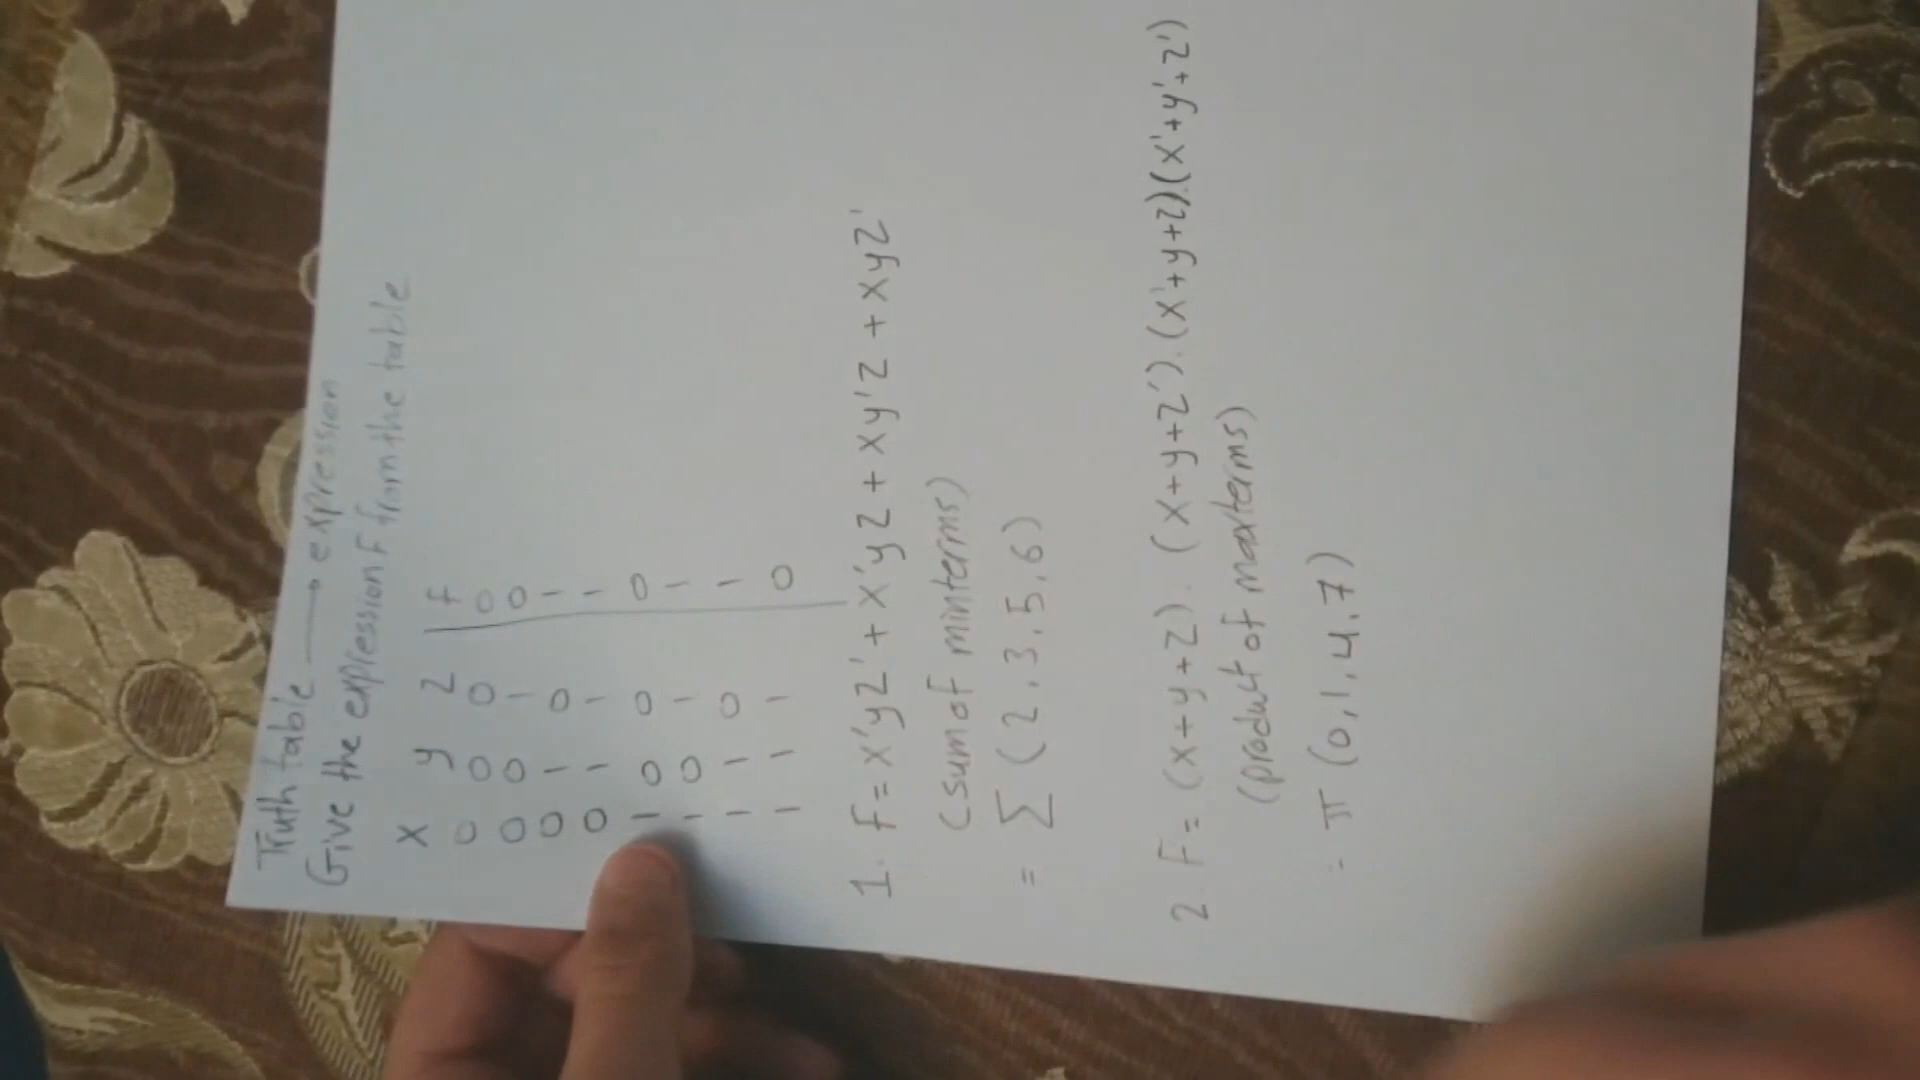 Truth table → expression
Give the expression F from the table
x y z F
0 0 0 0
0 0 1 0
0 1 0 1
0 1 1 1
1 0 0 0
1 0 1 1
1 1 0 1
1 1 1 0
1. F = x'yz' + x'yz + xy'z + xyz'
(sum of minterms)
= Σ (2,3,5,6)
2 F = (x+y+z).(x+y+z').(x'+y+z).(x'+y'+z')
(product of maxterms)
= π (0,1,4,7)